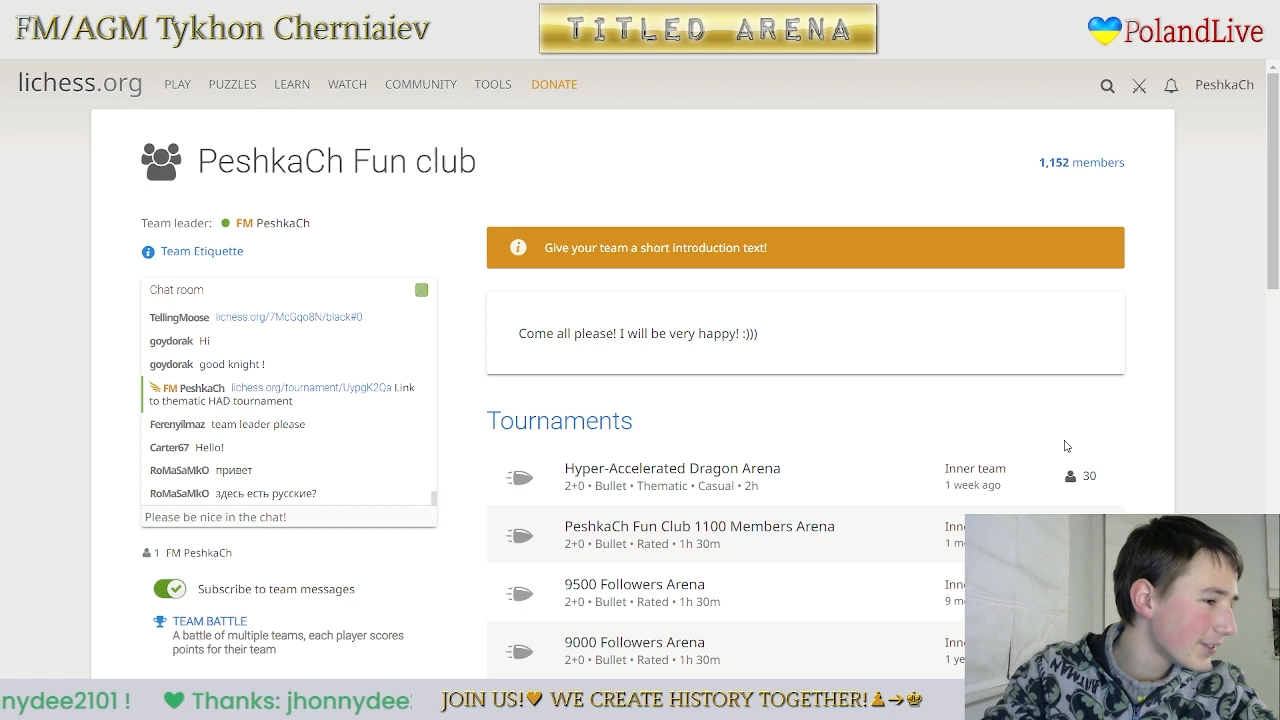 FM/AGM Tykhon Cherniaiev
TITLED ARENA
PolandLive
lichess.org
PLAY PUZZLES LEARN WATCH COMMUNITY TOOLS DONATE
PeshkaCh
PeshkaCh Fun club
1,152 members
Team leader: FM PeshkaCh
Team Etiquette
Chat room
TellingMoose lichess.org/7McGqo8N/black#0
goydorak Hi
goydorak good knight !
FM PeshkaCh lichess.org/tournament/UypgK2Qa Link
to thematic HAD tournament
Ferenyilmaz team leader please
Carter67 Hello!
RoMaSaMkO привет
RoMaSaMkO здесь есть русские?
Please be nice in the chat!
1 FM PeshkaCh
Subscribe to team messages
TEAM BATTLE
A battle of multiple teams, each player scores
points for their team
Give your team a short introduction text!
Come all please! I will be very happy! :)))
Tournaments
Hyper-Accelerated Dragon Arena
2+0 • Bullet • Thematic • Casual • 2h
Inner team
1 week ago
30
PeshkaCh Fun Club 1100 Members Arena
2+0 • Bullet • Rated • 1h 30m
Inn
1 m
9500 Followers Arena
2+0 • Bullet • Rated • 1h 30m
Inn
9 m
9000 Followers Arena
2+0 • Bullet • Rated • 1h 30m
Inn
1 ye
nnydee2101 ! Thanks: jhonnydee
JOIN US! WE CREATE HISTORY TOGETHER!